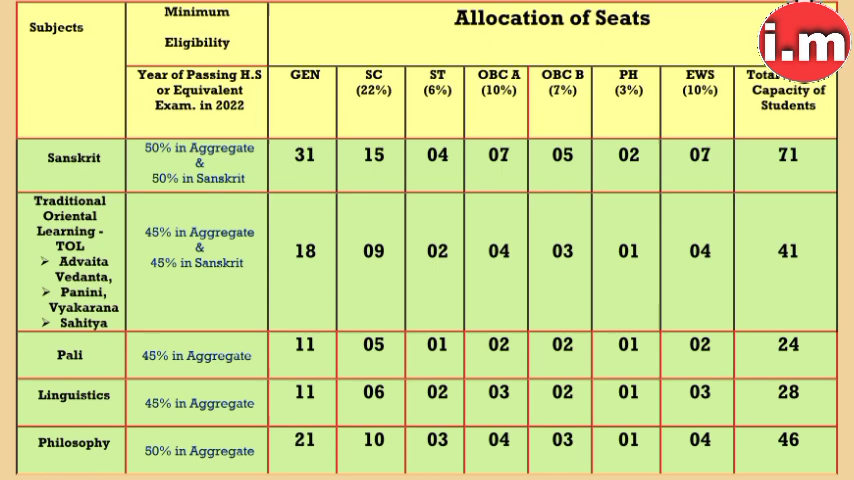 Subjects
Minimum
Eligibility
Allocation of Seats
i.m
Year of Passing H.S
or Equivalent
Exam. in 2022
GEN
SC
(22%)
ST
(6%)
OBC A
(10%)
OBC B
(7%)
PH
(3%)
EWS
(10%)
Total
Capacity of
Students
Sanskrit
50% in Aggregate
&
50% in Sanskrit
31 15 04 07 05 02 07 71
Traditional
Oriental
Learning -
TOL
➢ Advaita
Vedanta,
➢ Panini,
Vyakarana
➢ Sahitya
45% in Aggregate
&
45% in Sanskrit
18 09 02 04 03 01 04 41
Pali
45% in Aggregate
11 05 01 02 02 01 02 24
Linguistics
45% in Aggregate
11 06 02 03 02 01 03 28
Philosophy
50% in Aggregate
21 10 03 04 03 01 04 46